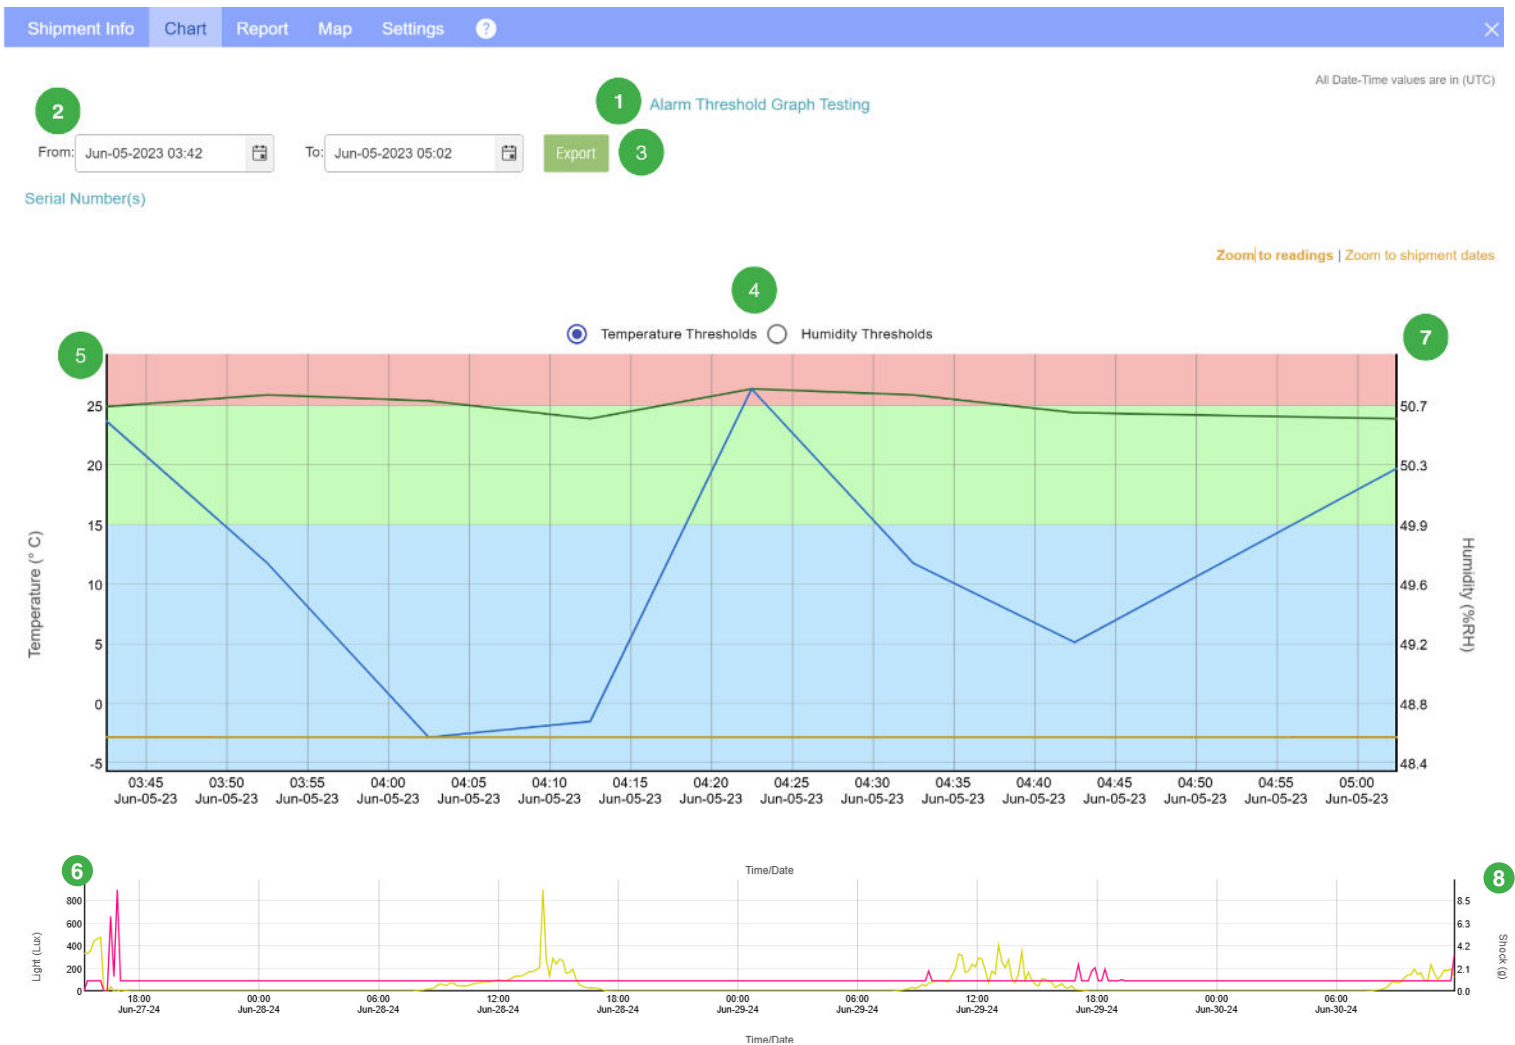 Shipment Info Chart Report Map Settings ?
All Date-Time values are in (UTC)
1 Alarm Threshold Graph Testing
2
From: Jun-05-2023 03:42 To: Jun-05-2023 05:02 Export 3
Serial Number(s)
Zoom to readings | Zoom to shipment dates
4
Temperature Thresholds Humidity Thresholds
5
7
Temperature (° C)
25
20
15
10
5
0
-5
50.7
50.3
49.9
49.6
49.2
48.8
48.4
Humidity (%RH)
03:45 03:50 03:55 04:00 04:05 04:10 04:15 04:20 04:25 04:30 04:35 04:40 04:45 04:50 04:55 05:00
Jun-05-23 Jun-05-23 Jun-05-23 Jun-05-23 Jun-05-23 Jun-05-23 Jun-05-23 Jun-05-23 Jun-05-23 Jun-05-23 Jun-05-23 Jun-05-23 Jun-05-23 Jun-05-23 Jun-05-23 Jun-05-23
Time/Date
6
8
Light (Lux)
800
600
400
200
0
8.5
6.3
4.2
2.1
0.0
Shock (g)
18:00 00:00 06:00 12:00 18:00 00:00 06:00 12:00 18:00 00:00 06:00
Jun-27-24 Jun-28-24 Jun-28-24 Jun-28-24 Jun-28-24 Jun-29-24 Jun-29-24 Jun-29-24 Jun-29-24 Jun-30-24 Jun-30-24
Time/Date